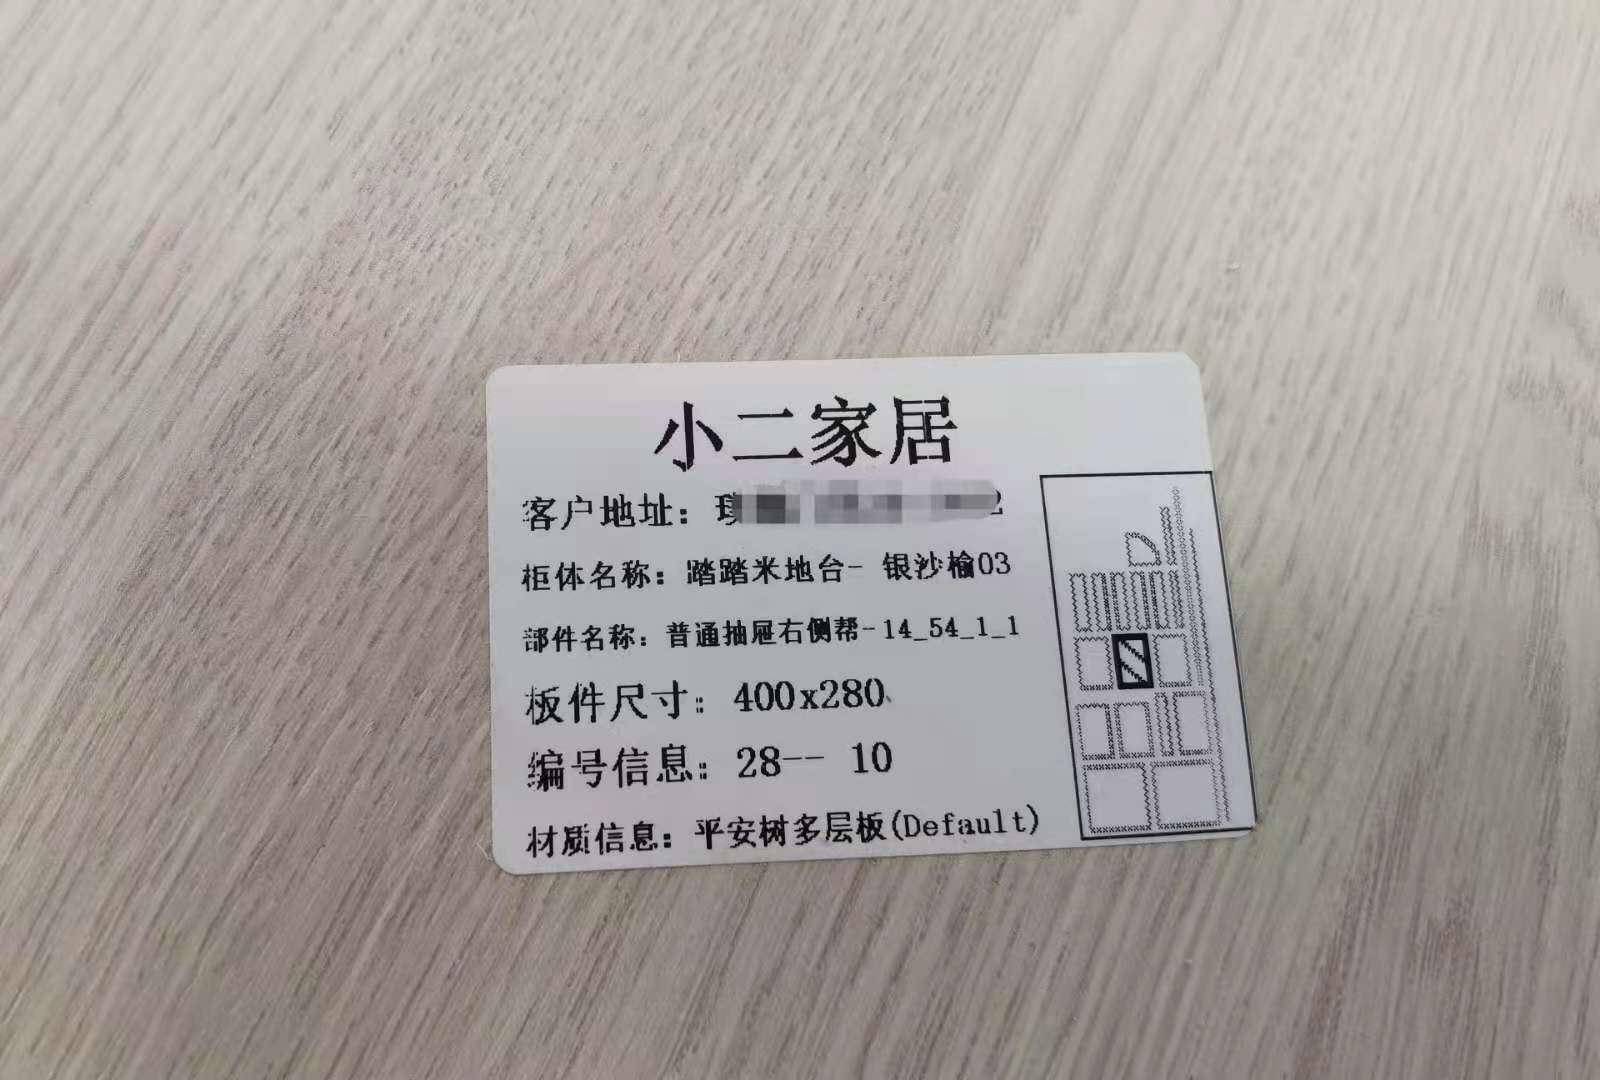 小二家居
客户地址：
柜体名称：踏踏米地台- 银沙榆03
部件名称：普通抽屉右侧帮-14_54_1_1
板件尺寸：400x280
编号信息：28-- 10
材质信息：平安树多层板(Default)